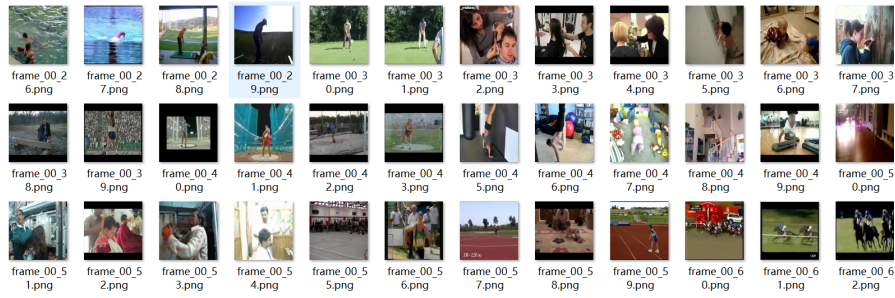 frame_00_2
6.png
frame_00_2
7.png
frame_00_2
8.png
frame_00_2
9.png
frame_00_3
0.png
frame_00_3
1.png
frame_00_3
2.png
frame_00_3
3.png
frame_00_3
4.png
frame_00_3
5.png
frame_00_3
6.png
frame_00_3
7.png
frame_00_3
8.png
frame_00_3
9.png
frame_00_4
0.png
frame_00_4
1.png
frame_00_4
2.png
frame_00_4
3.png
frame_00_4
5.png
frame_00_4
6.png
frame_00_4
7.png
frame_00_4
8.png
frame_00_4
9.png
frame_00_5
0.png
frame_00_5
1.png
frame_00_5
2.png
frame_00_5
3.png
frame_00_5
4.png
frame_00_5
5.png
frame_00_5
6.png
frame_00_5
7.png
frame_00_5
8.png
frame_00_5
9.png
frame_00_6
0.png
frame_00_6
1.png
frame_00_6
2.png